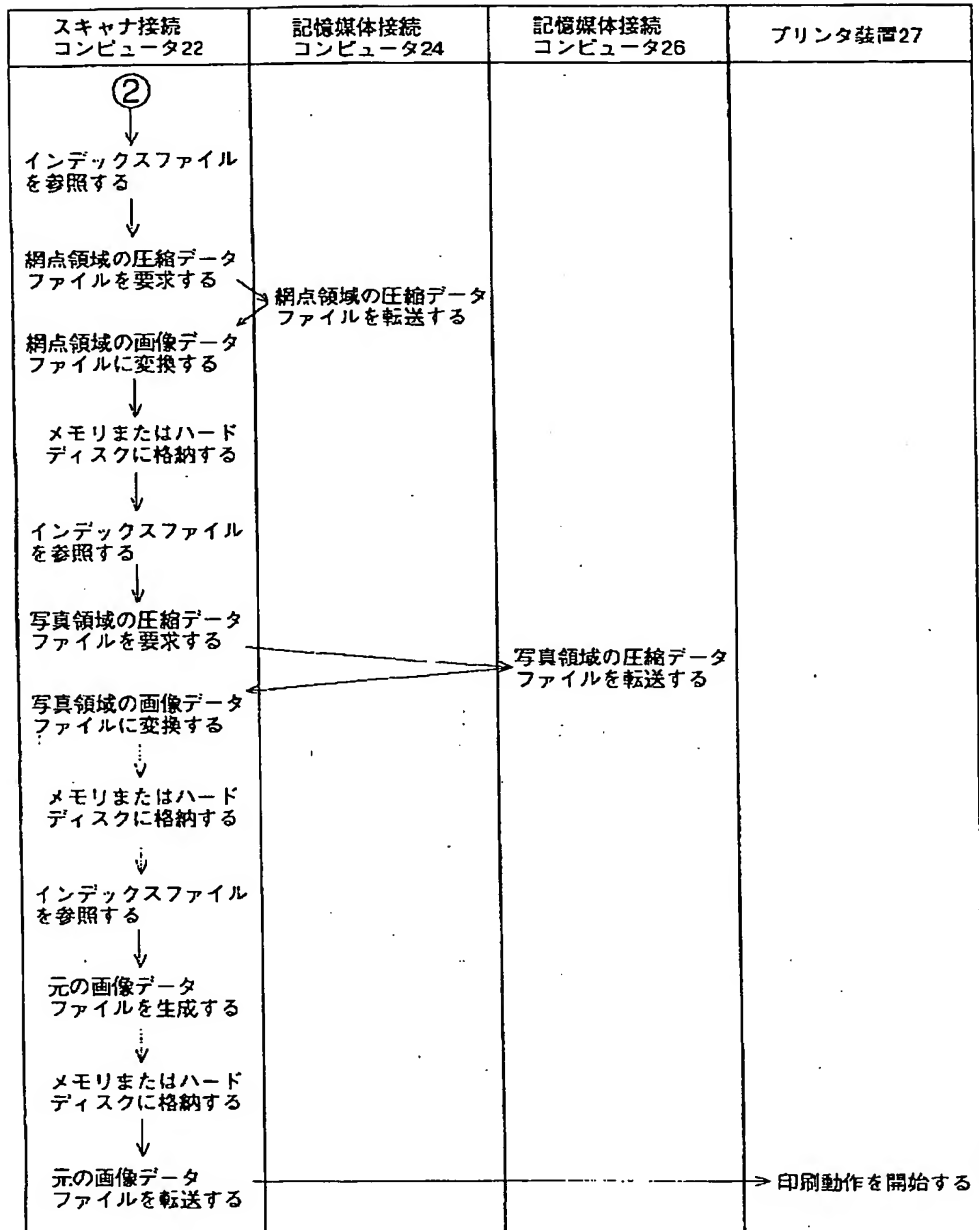 スキャナ接続
コンピュータ22
記憶媒体接続
コンピュータ24
記憶媒体接続
コンピュータ26
プリンタ装置27
②
インデックスファイル
を参照する
網点領域の圧縮データ
ファイルを要求する
網点領域の圧縮データ
ファイルを転送する
網点領域の画像データ
ファイルに変換する
メモリまたはハード
ディスクに格納する
インデックスファイル
を参照する
写真領域の圧縮データ
ファイルを要求する
写真領域の圧縮データ
ファイルを転送する
写真領域の画像データ
ファイルに変換する
メモリまたはハード
ディスクに格納する
インデックスファイル
を参照する
元の画像データ
ファイルを生成する
メモリまたはハード
ディスクに格納する
元の画像データ
ファイルを転送する
印刷動作を開始する